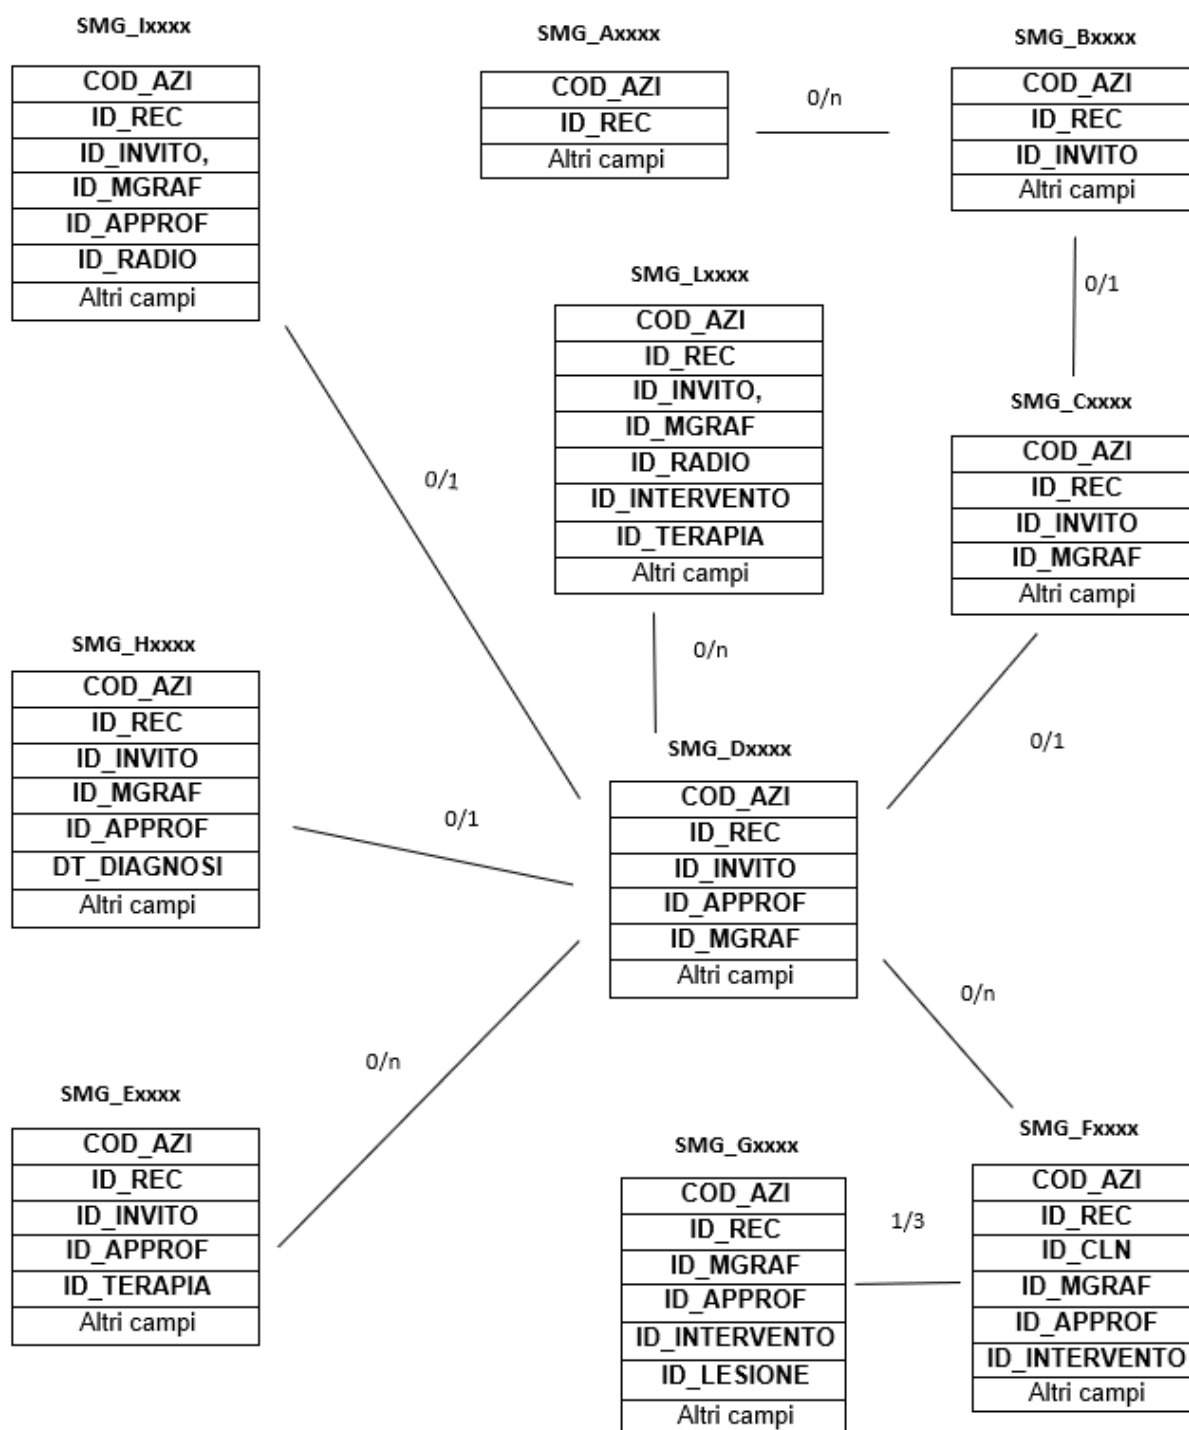 SMG_Ixxxx
COD_AZI
ID_REC
ID_INVITO,
ID_MGRAF
ID_APPROF
ID_RADIO
Altri campi
SMG_Axxxx
COD_AZI
ID_REC
Altri campi
0/n
SMG_Bxxxx
COD_AZI
ID_REC
ID_INVITO
Altri campi
0/1
SMG_Lxxxx
COD_AZI
ID_REC
ID_INVITO,
ID_MGRAF
ID_RADIO
ID_INTERVENTO
ID_TERAPIA
Altri campi
0/n
SMG_Cxxxx
COD_AZI
ID_REC
ID_INVITO
ID_MGRAF
Altri campi
0/1
0/1
SMG_Hxxxx
COD_AZI
ID_REC
ID_INVITO
ID_MGRAF
ID_APPROF
DT_DIAGNOSI
Altri campi
0/1
SMG_Dxxxx
COD_AZI
ID_REC
ID_INVITO
ID_APPROF
ID_MGRAF
Altri campi
0/n
0/n
SMG_Exxxx
COD_AZI
ID_REC
ID_INVITO
ID_APPROF
ID_TERAPIA
Altri campi
SMG_Gxxxx
COD_AZI
ID_REC
ID_MGRAF
ID_APPROF
ID_INTERVENTO
ID_LESIONE
Altri campi
1/3
SMG_Fxxxx
COD_AZI
ID_REC
ID_CLN
ID_MGRAF
ID_APPROF
ID_INTERVENTO
Altri campi